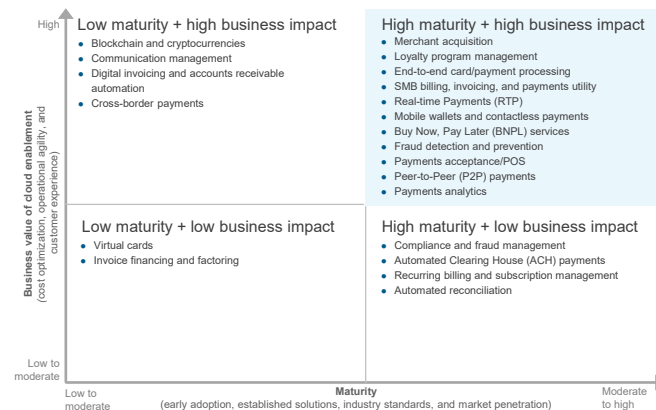 High
Low maturity + high business impact
Blockchain and cryptocurrencies
Communication management
Digital invoicing and accounts receivable
automation
Cross-border payments
High maturity + high business impact
Merchant acquisition
Loyalty program management
End-to-end card/payment processing
SMB billing, invoicing, and payments utility
Real-time Payments (RTP)
Mobile wallets and contactless payments
Buy Now, Pay Later (BNPL) services
Fraud detection and prevention
Payments acceptance/POS
Peer-to-Peer (P2P) payments
Payments analytics
Business value of cloud enablement
(cost optimization, operational agility, and
customer experience)
Low maturity + low business impact
Virtual cards
Invoice financing and factoring
High maturity + low business impact
Compliance and fraud management
Automated Clearing House (ACH) payments
Recurring billing and subscription management
Automated reconciliation
Low to
moderate
Low to
moderate
Maturity
(early adoption, established solutions, industry standards, and market penetration)
Moderate
to high